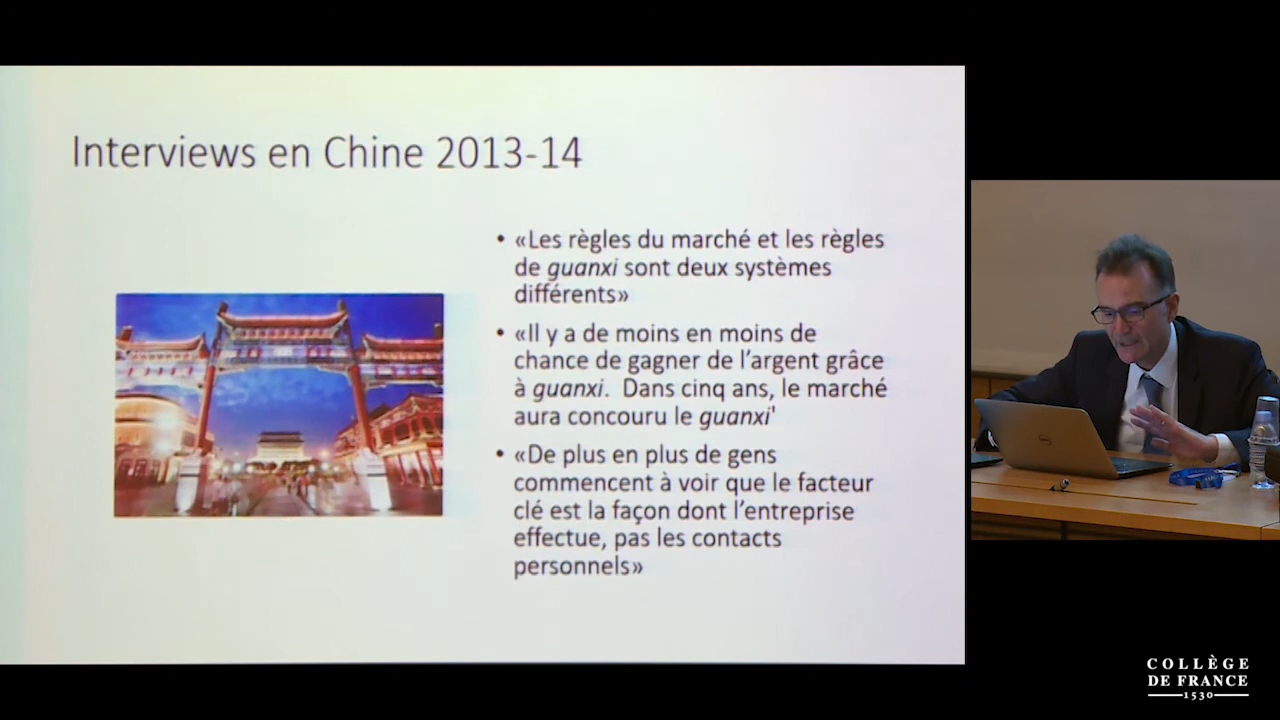 Interviews en Chine 2013-14
• «Les règles du marché et les règles
de guanxi sont deux systèmes
différents»
• «Il y a de moins en moins de
chance de gagner de l'argent grâce
à guanxi. Dans cinq ans, le marché
aura concouru le guanxi'
• «De plus en plus de gens
commencent à voir que le facteur
clé est la façon dont l'entreprise
effectue, pas les contacts
personnels»
COLLÈGE
DE FRANCE
1530